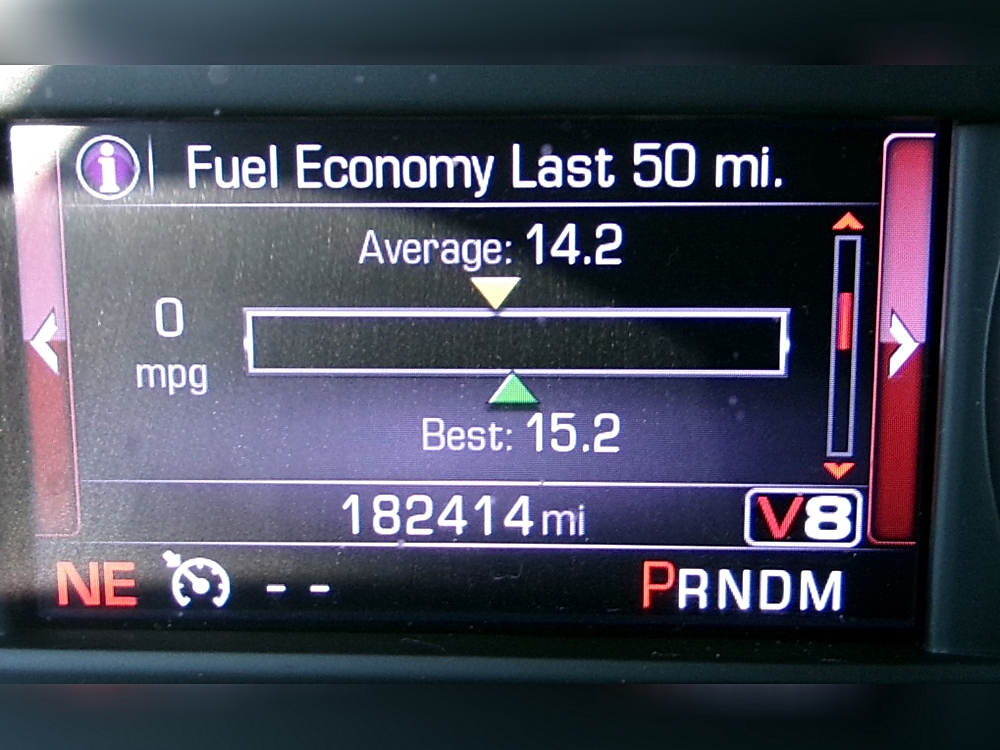 i Fuel Economy Last 50 mi.
Average: 14.2
0
mpg
Best: 15.2
182414 mi
V8
NE -- PRNDM